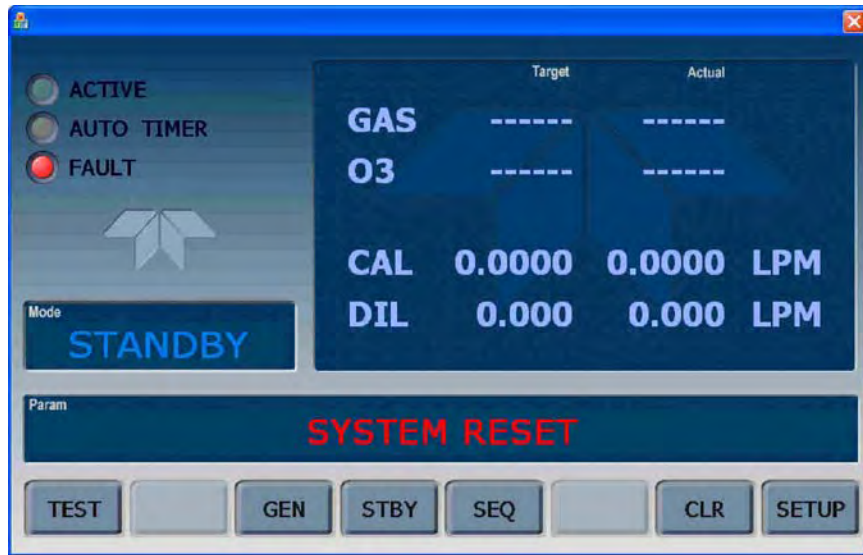 ACTIVE
AUTO TIMER
FAULT
Target Actual
GAS ------ ------
O3 ------ ------
CAL 0.0000 0.0000 LPM
DIL 0.000 0.000 LPM
Mode
STANDBY
Param
SYSTEM RESET
TEST GEN STBY SEQ CLR SETUP